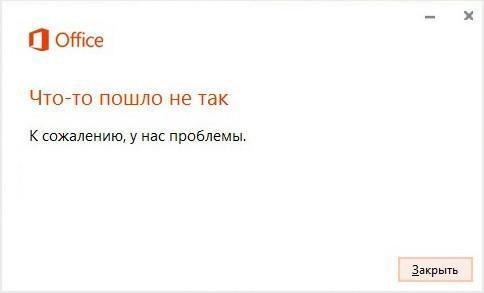 Office
Что-то пошло не так
К сожалению, у нас проблемы.
Закрыть